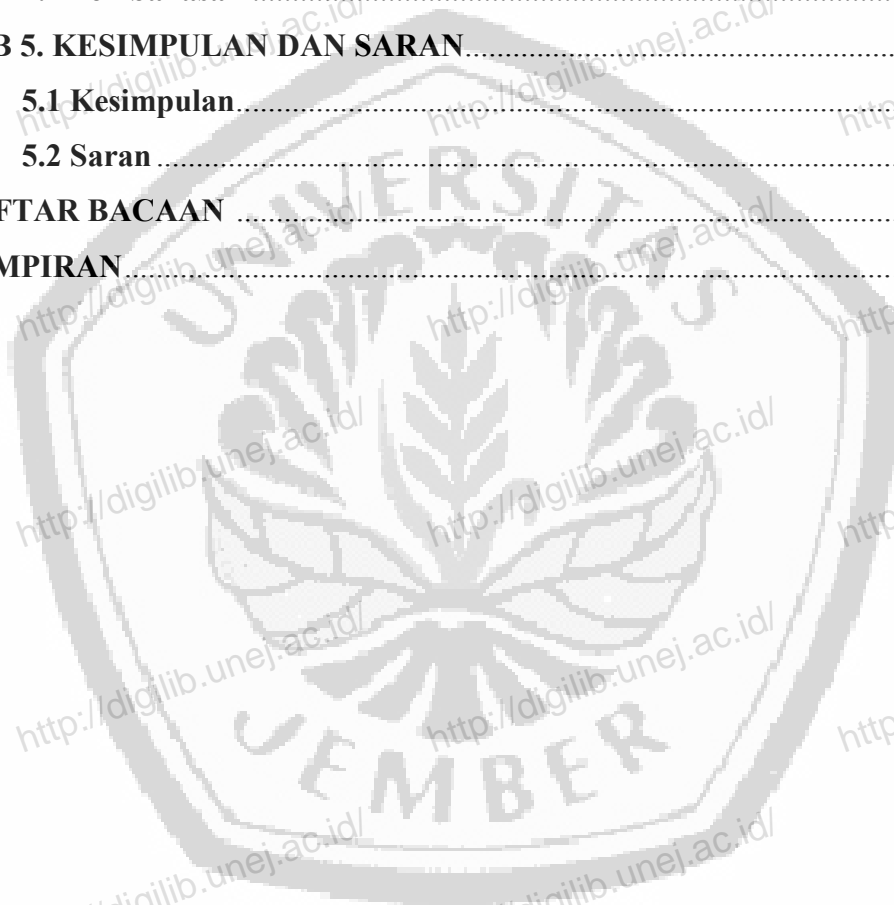 B 5. KESIMPULAN DAN SARAN
5.1 Kesimpulan
5.2 Saran
FTAR BACAAN
MPIRAN
UNIVERSITAS
JEMBER
http://digilib.unej.ac.id/
http://digilib.unej.ac.id/
http://digilib.unej.ac.id/
http://digilib.unej.ac.id/
http://digilib.unej.ac.id/
http://digilib.unej.ac.id/
http://digilib.unej.ac.id/
http://digilib.unej.ac.id/